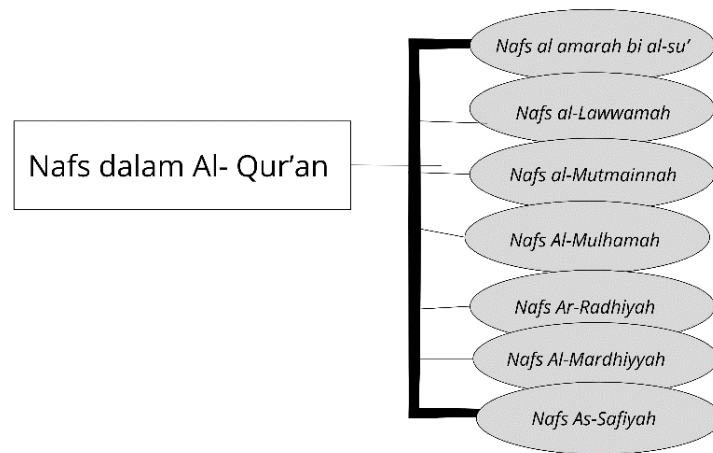 Nafs dalam Al- Qur’an
Nafs al amarah bi al-su’
Nafs al-Lawwamah
Nafs al-Mutmainnah
Nafs Al-Mulhamah
Nafs Ar-Radhiyah
Nafs Al-Mardhiyyah
Nafs As-Safiyah